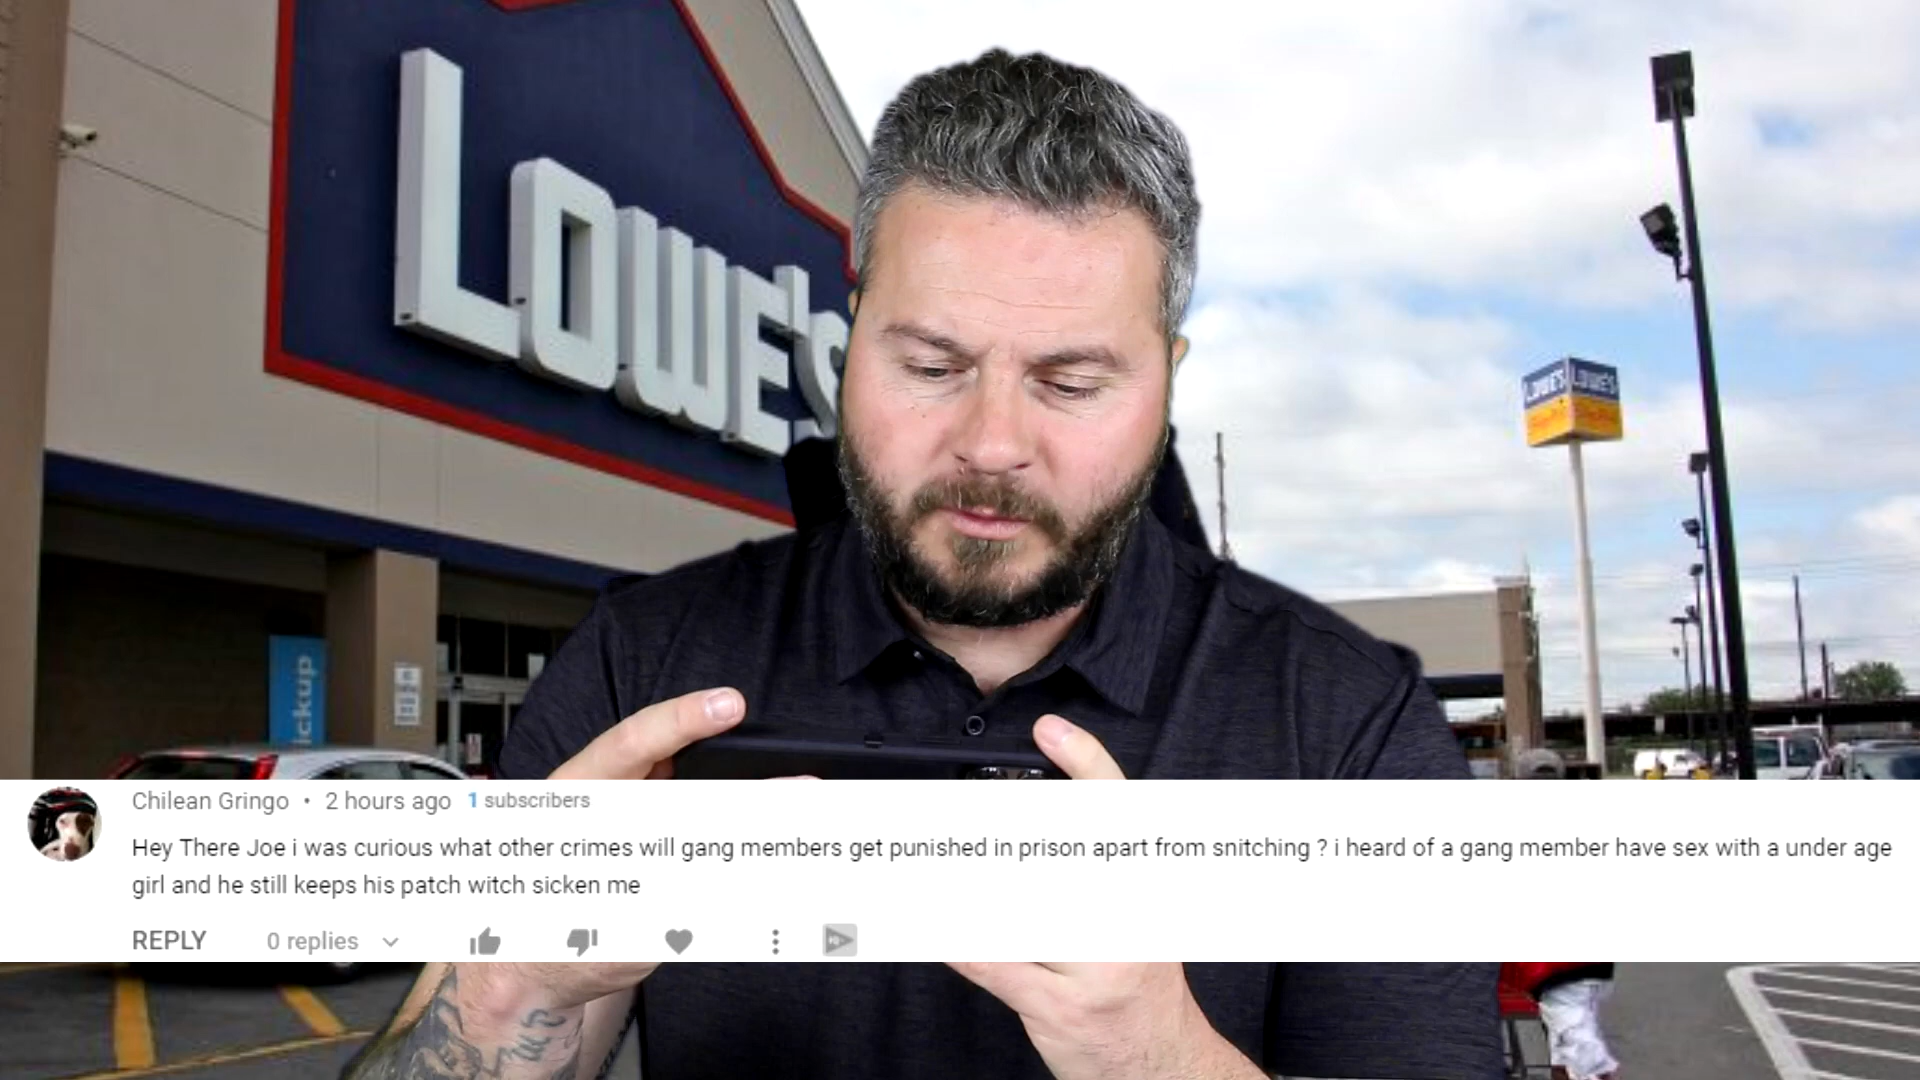 LOWE'S
LOWE'S LOWE'S
ickup
Chilean Gringo • 2 hours ago 1 subscribers
Hey There Joe i was curious what other crimes will gang members get punished in prison apart from snitching ? i heard of a gang member have sex with a under age
girl and he still keeps his patch witch sicken me
REPLY 0 replies